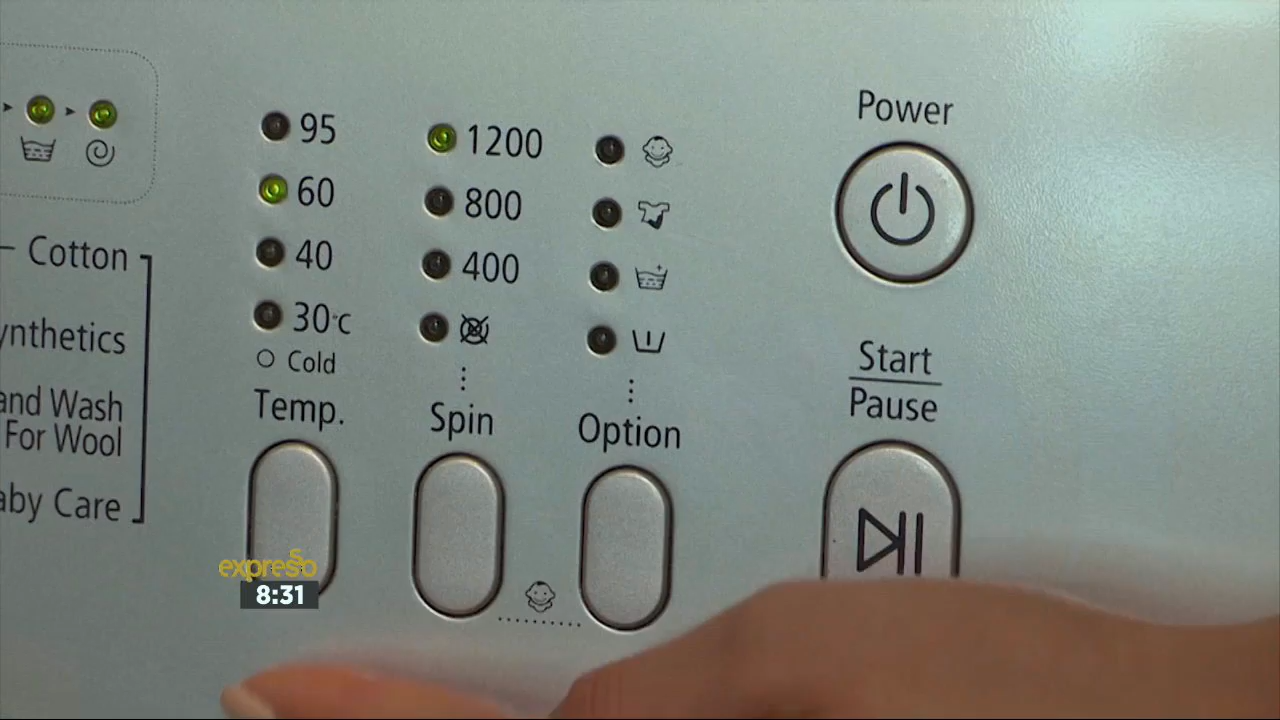 Cotton
ynthetics
and Wash
For Wool
aby Care
95
60
40
30°C
Cold
Temp.
1200
800
400
Spin
Option
Power
Start
Pause
expresso
8:31